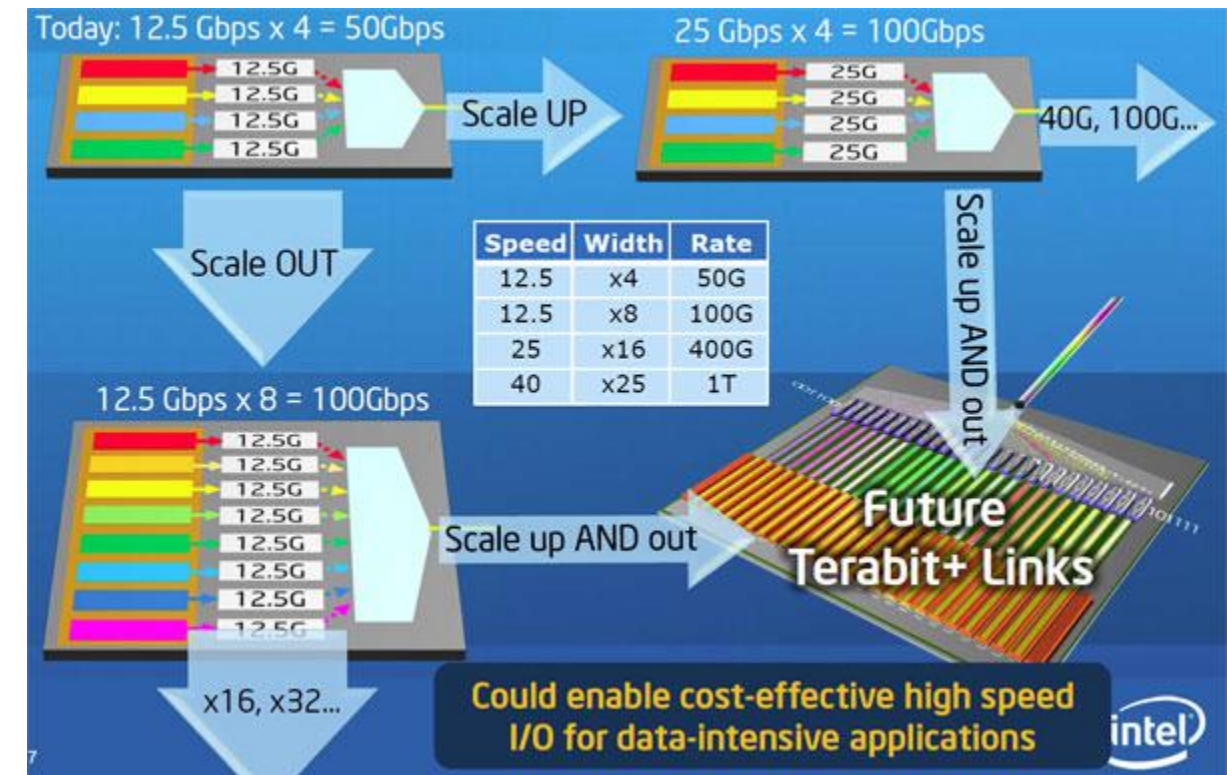 Today: 12.5 Gbps x 4 = 50Gbps
12.5G
12.5G
12.5G
12.5G
Scale UP
25 Gbps x 4 = 100Gbps
25G
25G
25G
25G
40G, 100G...
Scale OUT
Speed Width Rate
12.5 x4 50G
12.5 x8 100G
25 x16 400G
40 x25 1T
Scale up AND out
12.5 Gbps x 8 = 100Gbps
12.5G
12.5G
12.5G
12.5G
12.5G
12.5G
12.5G
12.5G
Scale up AND out
Future
Terabit+ Links
101111
x16, x32...
Could enable cost-effective high speed
I/O for data-intensive applications
intel
7